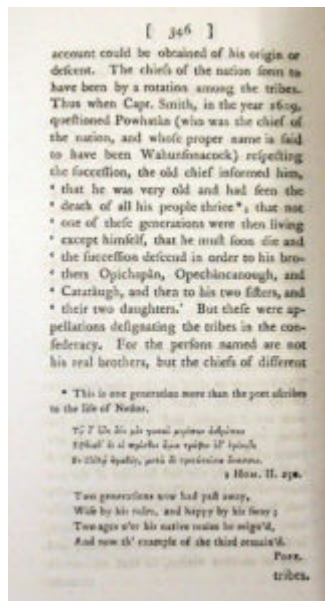 [ 346 ]
account could be obtained of his origin or
deſcent. The chiefs of the nation ſeem to
have been by a rotation among the tribes.
Thus when Capt. Smith, in the year 1609,
queſtioned Powhatàn (who was the chief of
the nation, and whoſe proper name is ſaid
to have been Wahunſonacock) reſpecting
the ſucceſſion, the old chief informed him,
‘ that he was very old and had ſeen the
‘ death of all his people thrice*; that not
‘ one of theſe generations were then living
‘ except himſelf, that he muſt ſoon die and
‘ the ſucceſſion deſcend in order to his bro-
‘ thers Opichapàn, Opechàncanough, and
‘ Cataràugh, and then to his two ſiſters, and
‘ their two daughters.’ But theſe were ap-
pellations deſignating the tribes in the con-
federacy. For the perſons named are not
his real brothers, but the chiefs of different
* This is one generation more than the poet aſcribes
to the life of Neſtor.
1 Hom. II. 250.
Two generations now had paſt away,
Wiſe by his rules, and happy by his ſway;
Two ages o'er his native realm he reign'd,
And now th' example of the third remain'd.
Pope.
tribes.